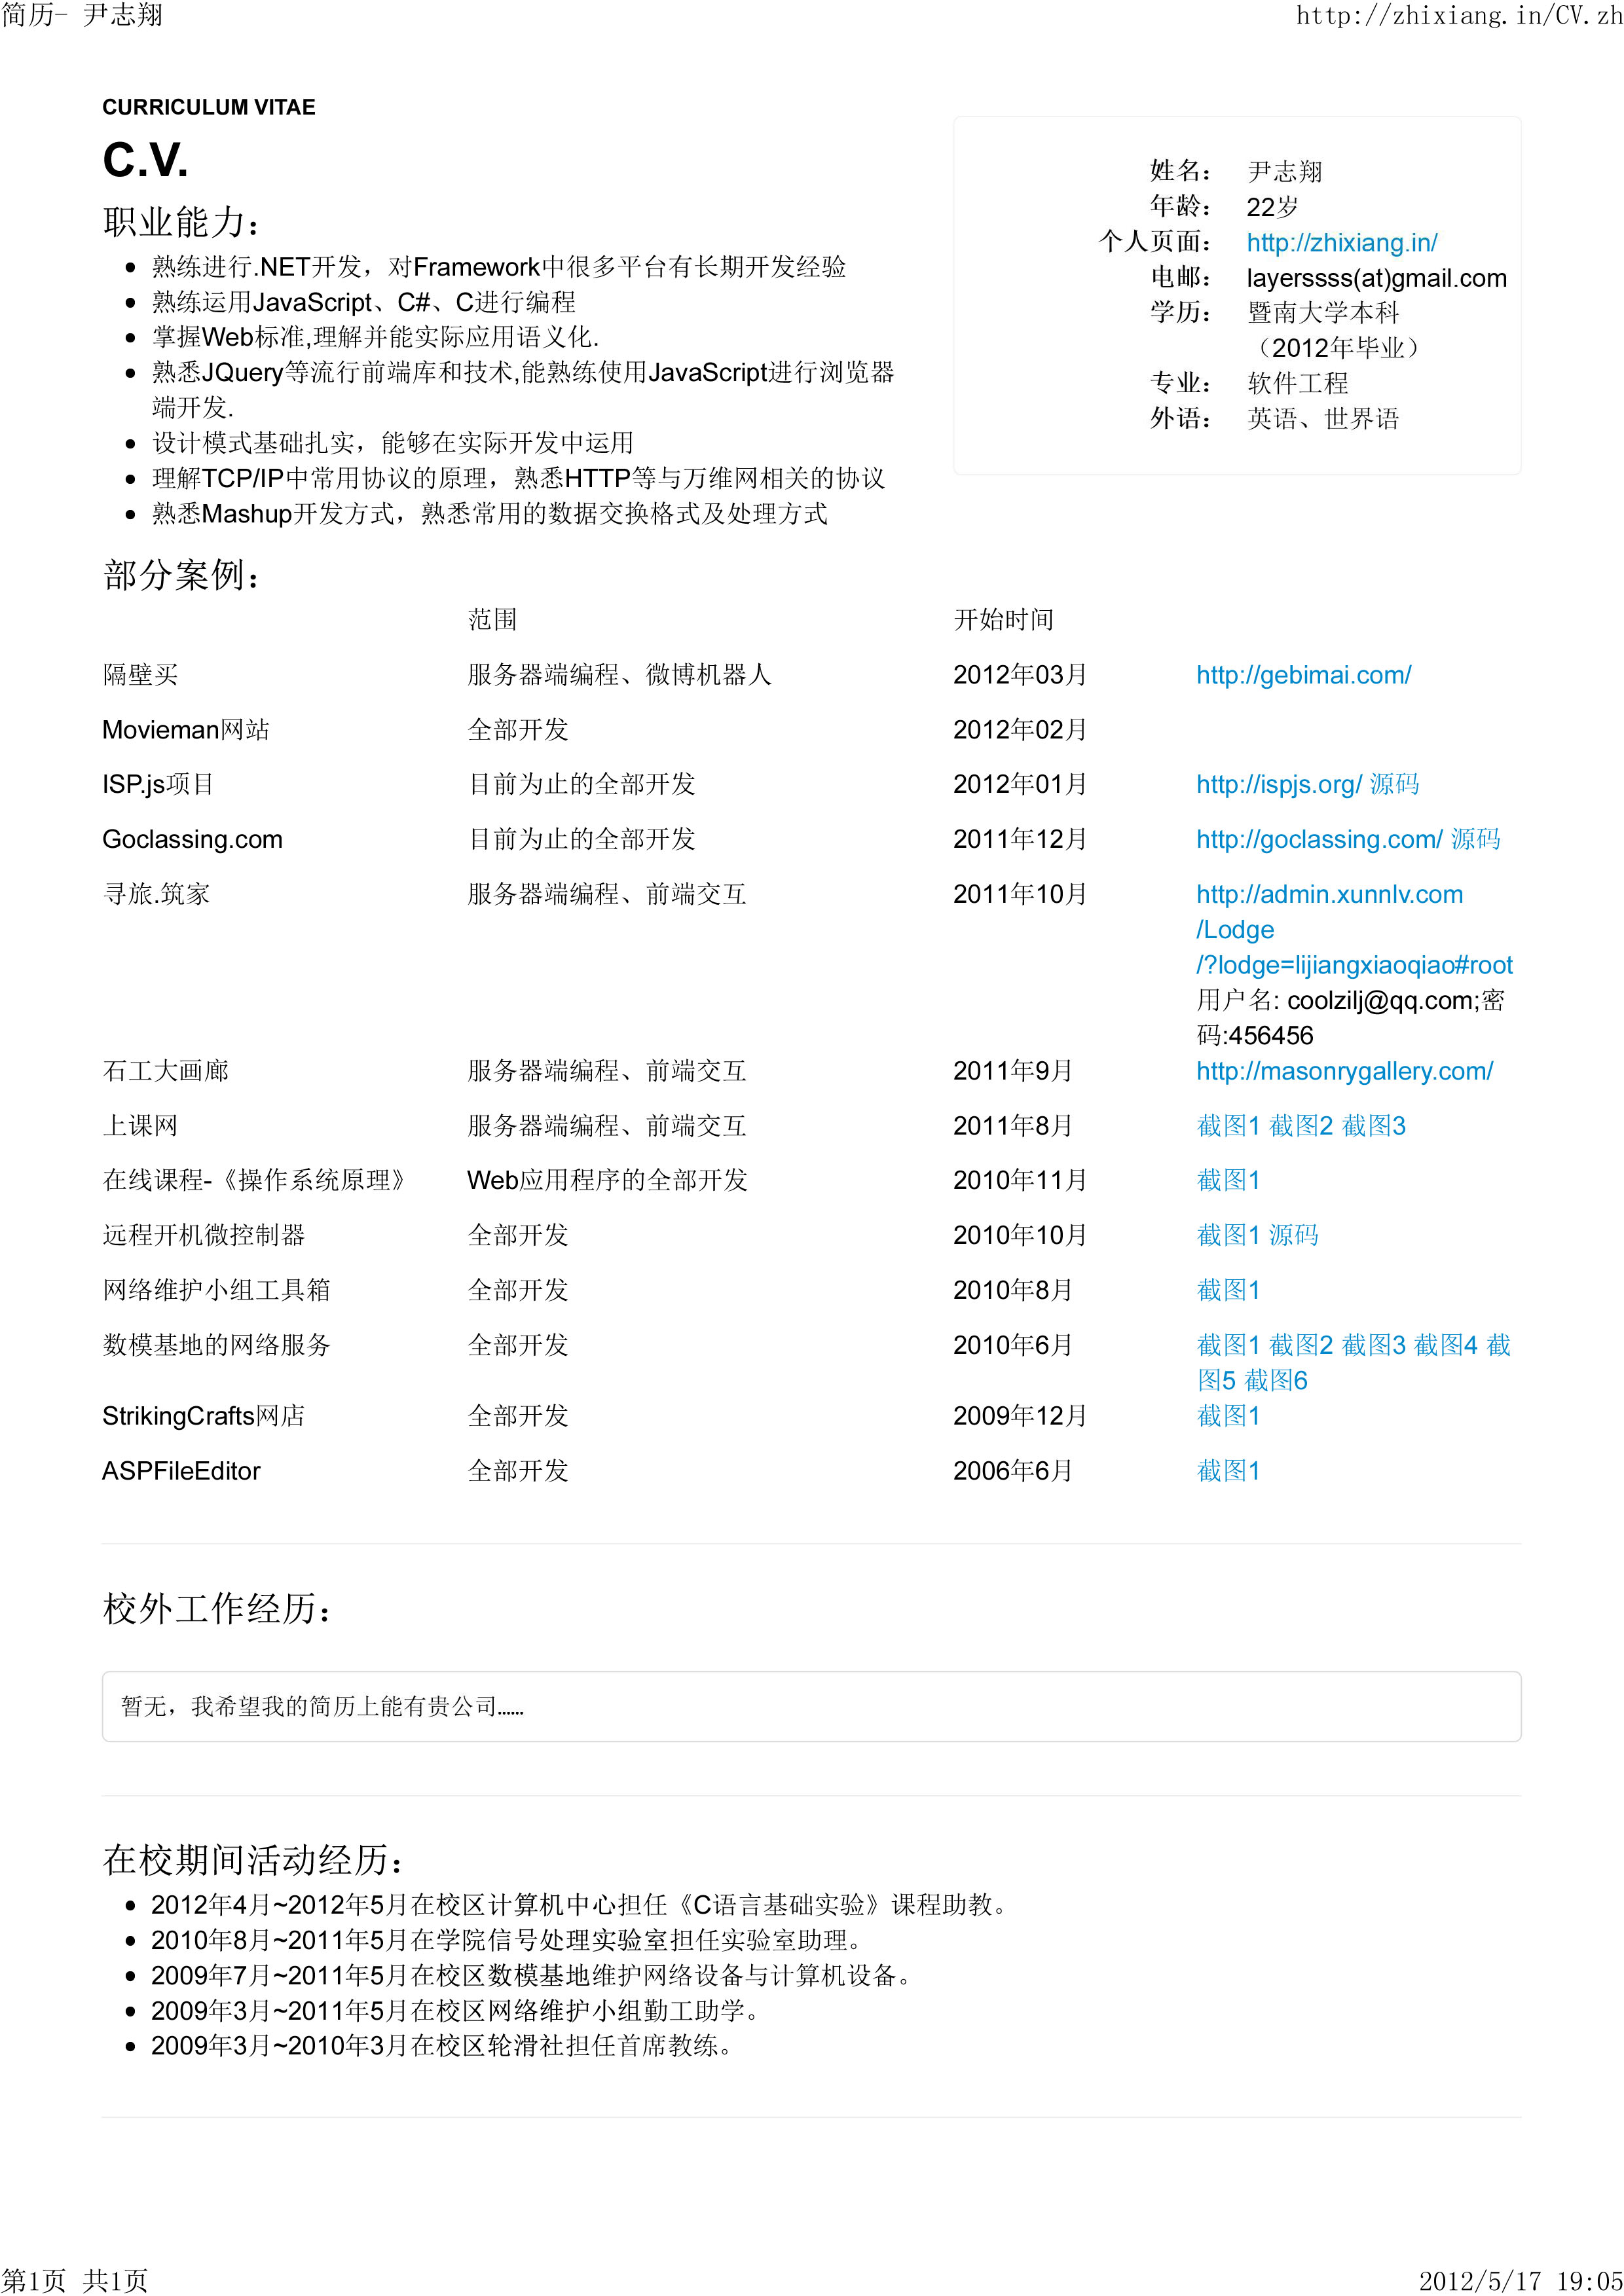 简历- 尹志翔
http://zhixiang.in/CV.zh
CURRICULUM VITAE
C.V.
职业能力：
• 熟练进行.NET开发，对Framework中很多平台有长期开发经验
• 熟练运用JavaScript、C#、C进行编程
• 掌握Web标准,理解并能实际应用语义化.
• 熟悉JQuery等流行前端库和技术,能熟练使用JavaScript进行浏览器
端开发.
• 设计模式基础扎实，能够在实际开发中运用
• 理解TCP/IP中常用协议的原理，熟悉HTTP等与万维网相关的协议
• 熟悉Mashup开发方式，熟悉常用的数据交换格式及处理方式
姓名： 尹志翔
年龄： 22岁
个人页面： http://zhixiang.in/
电邮： layerssss(at)gmail.com
学历： 暨南大学本科
（2012年毕业）
专业： 软件工程
外语： 英语、世界语
部分案例：
范围 开始时间
隔壁买 服务器端编程、微博机器人 2012年03月 http://gebimai.com/
Movieman网站 全部开发 2012年02月
ISP.js项目 目前为止的全部开发 2012年01月 http://ispjs.org/ 源码
Goclassing.com 目前为止的全部开发 2011年12月 http://goclassing.com/ 源码
寻旅.筑家 服务器端编程、前端交互 2011年10月 http://admin.xunnlv.com
/Lodge
/?lodge=lijiangxiaoqiao#root
用户名: coolzilj@qq.com;密
码:456456
石工大画廊 服务器端编程、前端交互 2011年9月 http://masonrygallery.com/
上课网 服务器端编程、前端交互 2011年8月 截图1 截图2 截图3
在线课程-《操作系统原理》 Web应用程序的全部开发 2010年11月 截图1
远程开机微控制器 全部开发 2010年10月 截图1 源码
网络维护小组工具箱 全部开发 2010年8月 截图1
数模基地的网络服务 全部开发 2010年6月 截图1 截图2 截图3 截图4 截
图5 截图6
StrikingCrafts网店 全部开发 2009年12月 截图1
ASPFileEditor 全部开发 2006年6月 截图1
校外工作经历：
暂无，我希望我的简历上能有贵公司......
在校期间活动经历：
• 2012年4月~2012年5月在校区计算机中心担任《C语言基础实验》课程助教。
• 2010年8月~2011年5月在学院信号处理实验室担任实验室助理。
• 2009年7月~2011年5月在校区数模基地维护网络设备与计算机设备。
• 2009年3月~2011年5月在校区网络维护小组勤工助学。
• 2009年3月~2010年3月在校区轮滑社担任首席教练。
第1页 共1页
2012/5/17 19:05